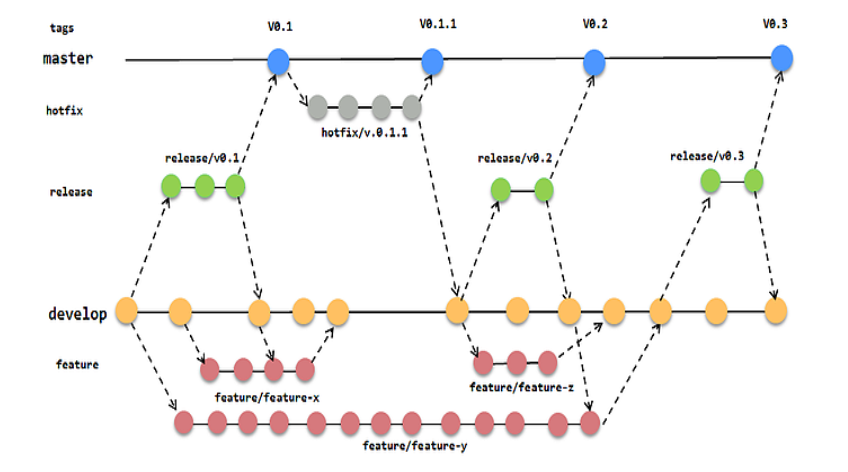 tags
V0.1
V0.1.1
V0.2
V0.3
master
hotfix
hotfix/v.0.1.1
release/v0.1
release/v0.2
release/v0.3
release
develop
feature
feature/feature-x
feature/feature-z
feature/feature-y